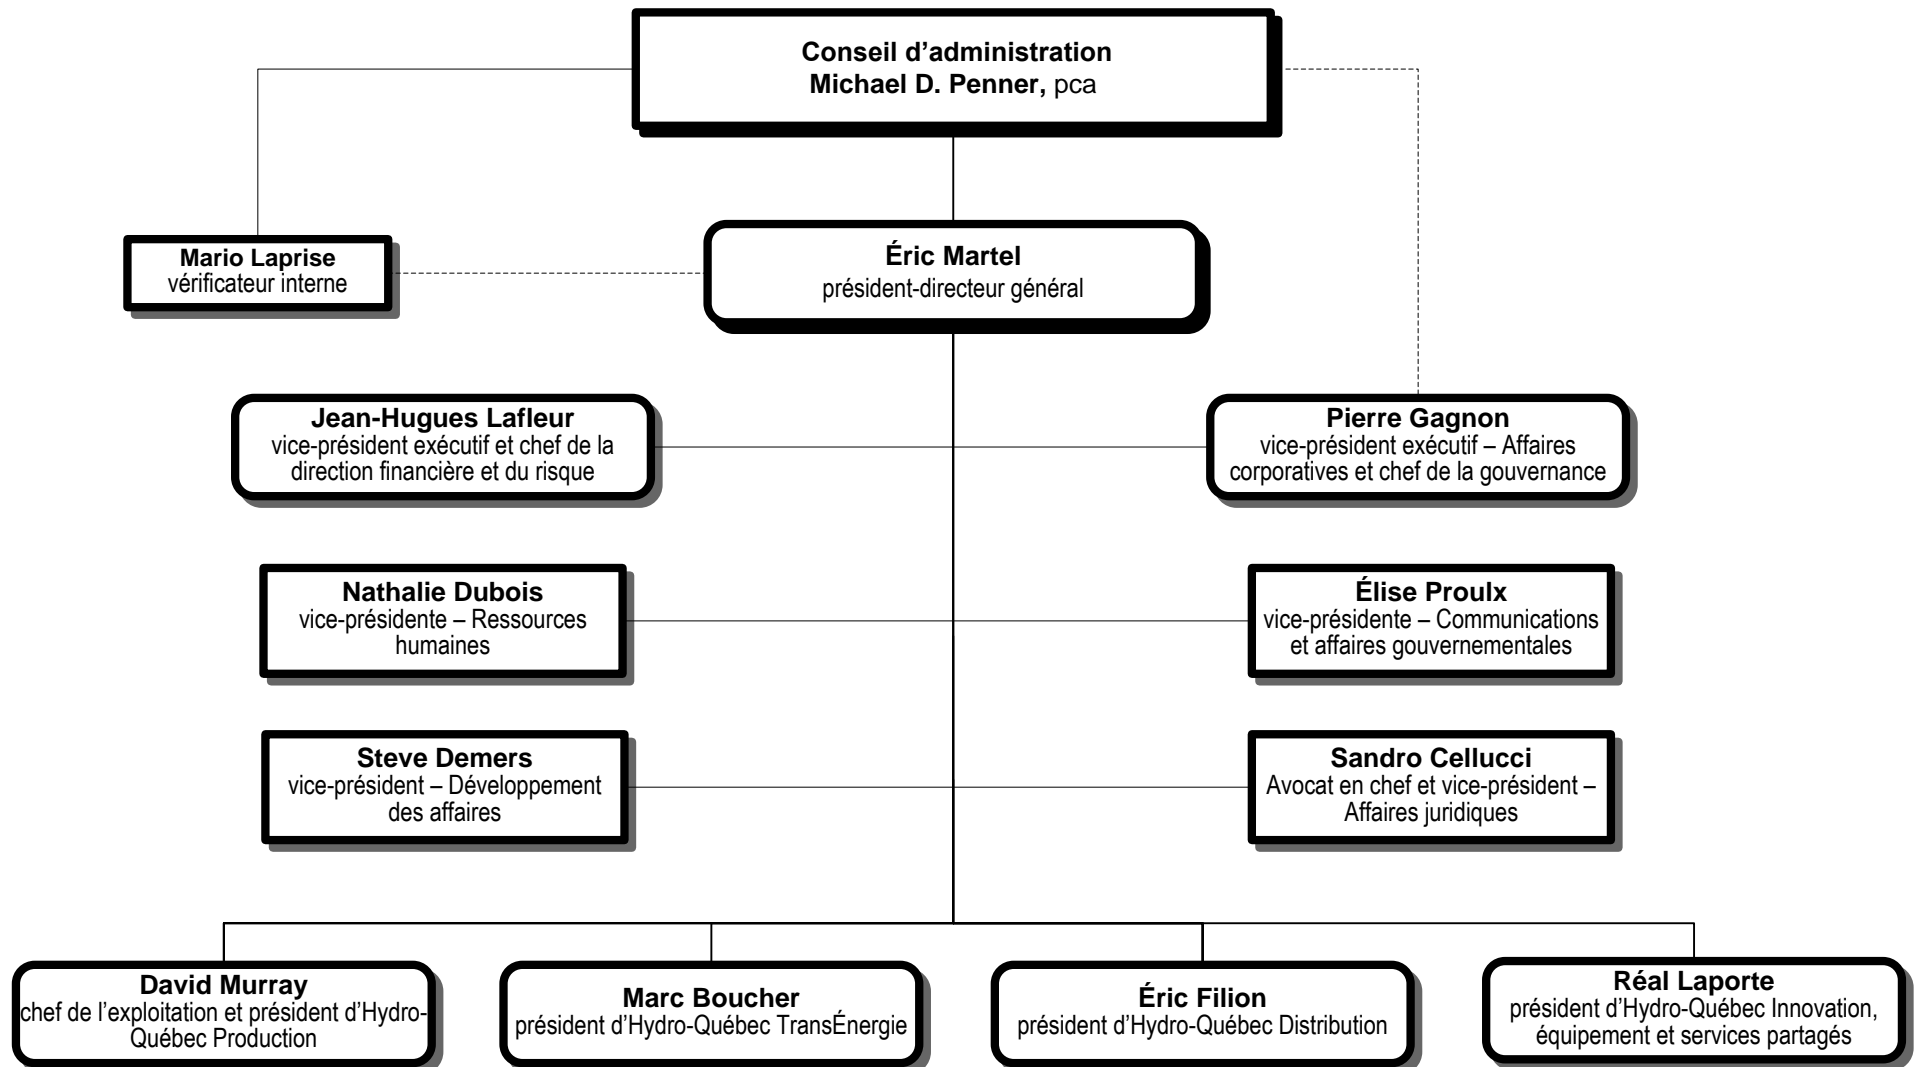 Conseil d’administration
Michael D. Penner, pca
Mario Laprise
vérificateur interne
Éric Martel
président-directeur général
Jean-Hugues Lafleur
vice-président exécutif et chef de la
direction financière et du risque
Pierre Gagnon
vice-président exécutif – Affaires
corporatives et chef de la gouvernance
Nathalie Dubois
vice-présidente – Ressources
humaines
Élise Proulx
vice-présidente – Communications
et affaires gouvernementales
Steve Demers
vice-président – Développement
des affaires
Sandro Cellucci
Avocat en chef et vice-président –
Affaires juridiques
David Murray
chef de l’exploitation et président d’Hydro-
Québec Production
Marc Boucher
président d’Hydro-Québec TransÉnergie
Éric Filion
président d’Hydro-Québec Distribution
Réal Laporte
président d’Hydro-Québec Innovation,
équipement et services partagés